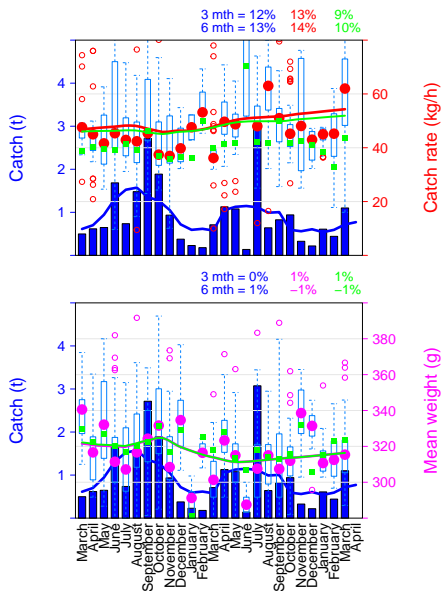 3 mth = 12% 13% 9%
6 mth = 13% 14% 10%
Catch (t)
5
4
3
2
1
Catch rate (kg/h)
60
40
20
3 mth = 0% 1% 1%
6 mth = 1% −1% −1%
Catch (t)
4
3
2
1
Mean weight (g)
380
360
340
320
300
March
April
May
June
July
August
September
October
November
December
January
February
March
April
May
June
July
August
September
October
November
December
January
February
March
April